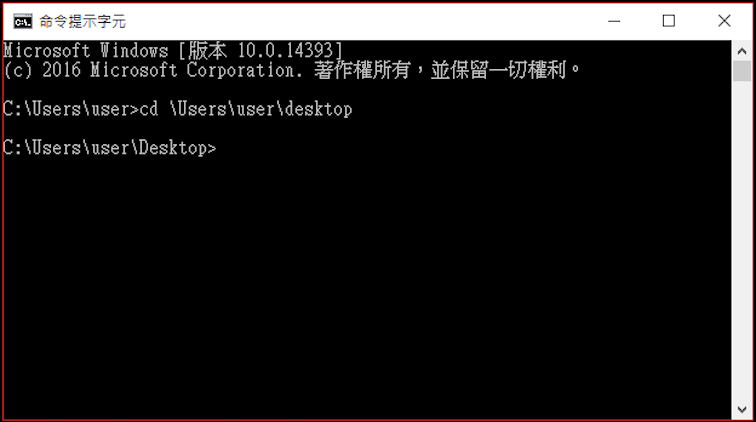 命令提示字元
Microsoft Windows [版本 10.0.14393]
(c) 2016 Microsoft Corporation. 著作權所有，並保留一切權利。
C:\Users\user>cd \Users\user\desktop
C:\Users\user\Desktop>